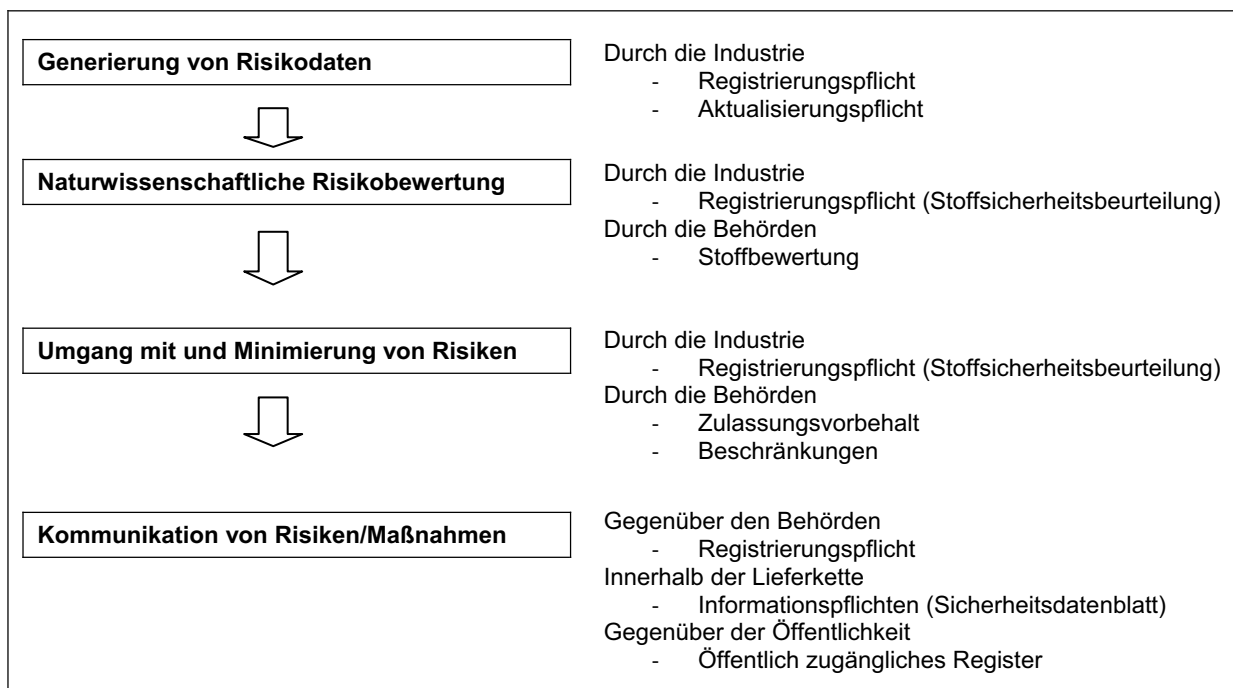 Generierung von Risikodaten
Durch die Industrie
- Registrierungspflicht
- Aktualisierungspflicht
Naturwissenschaftliche Risikobewertung
Durch die Industrie
- Registrierungspflicht (Stoffsicherheitsbeurteilung)
Durch die Behörden
- Stoffbewertung
Umgang mit und Minimierung von Risiken
Durch die Industrie
- Registrierungspflicht (Stoffsicherheitsbeurteilung)
Durch die Behörden
- Zulassungsvorbehalt
- Beschränkungen
Kommunikation von Risiken/Maßnahmen
Gegenüber den Behörden
- Registrierungspflicht
Innerhalb der Lieferkette
- Informationspflichten (Sicherheitsdatenblatt)
Gegenüber der Öffentlichkeit
- Öffentlich zugängliches Register